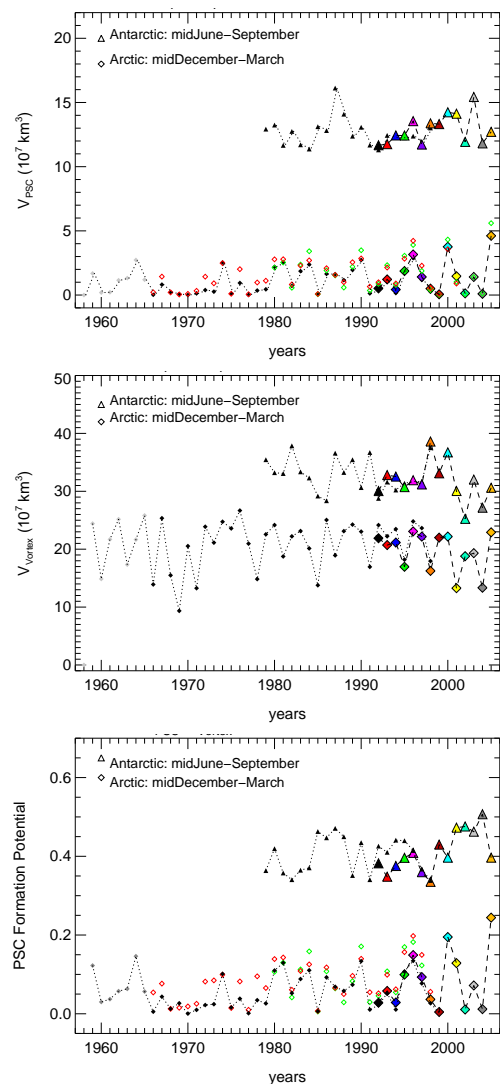 20
15
10
5
0
V_PSC (10^7 km^3)
△ Antarctic: midJune−September
◇ Arctic: midDecember−March
1960 1970 1980 1990 2000
years
50
40
30
20
10
0
V_Vortex (10^7 km^3)
△ Antarctic: midJune−September
◇ Arctic: midDecember−March
1960 1970 1980 1990 2000
years
0.6
0.4
0.2
0.0
PSC Formation Potential
△ Antarctic: midJune−September
◇ Arctic: midDecember−March
1960 1970 1980 1990 2000
years